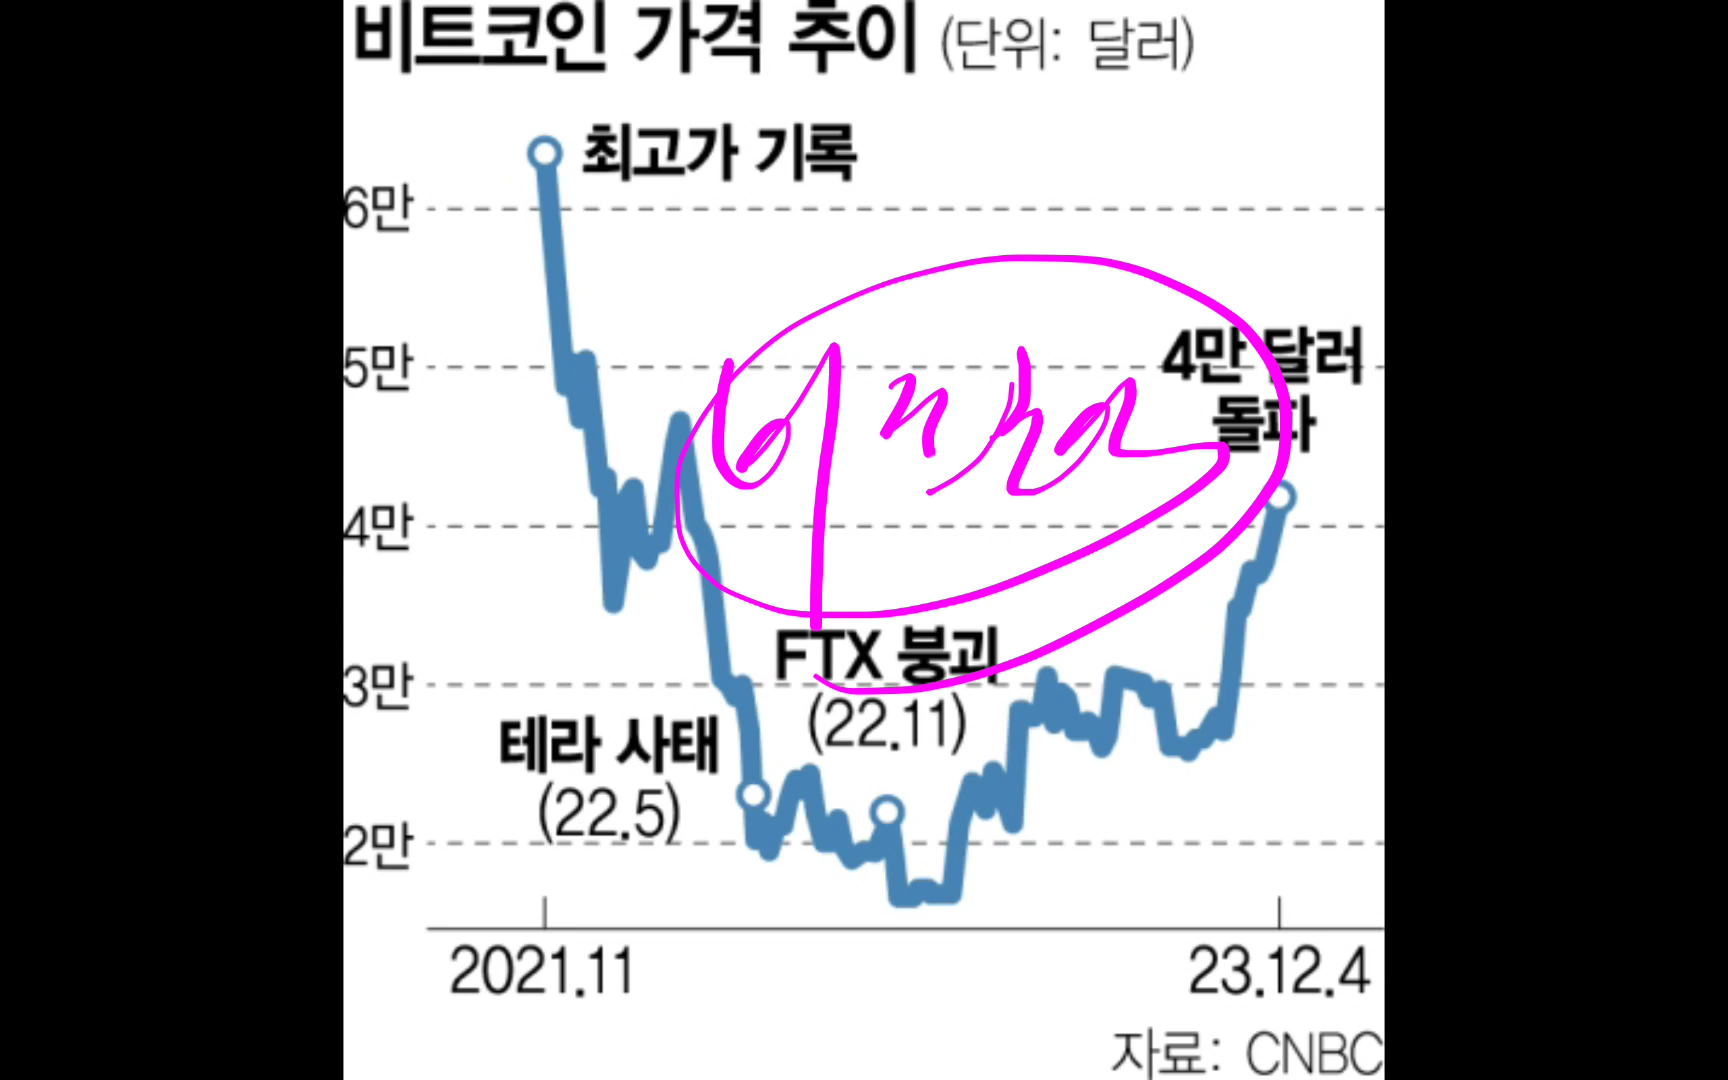 비트코인 가격 추이 (단위: 달러)
최고가 기록
6만
5만
4만 달러
돌파
4만
FTX 붕괴
3만
(22.11)
테라 사태
(22.5)
2만
2021.11
23.12.4
자료: CNBC